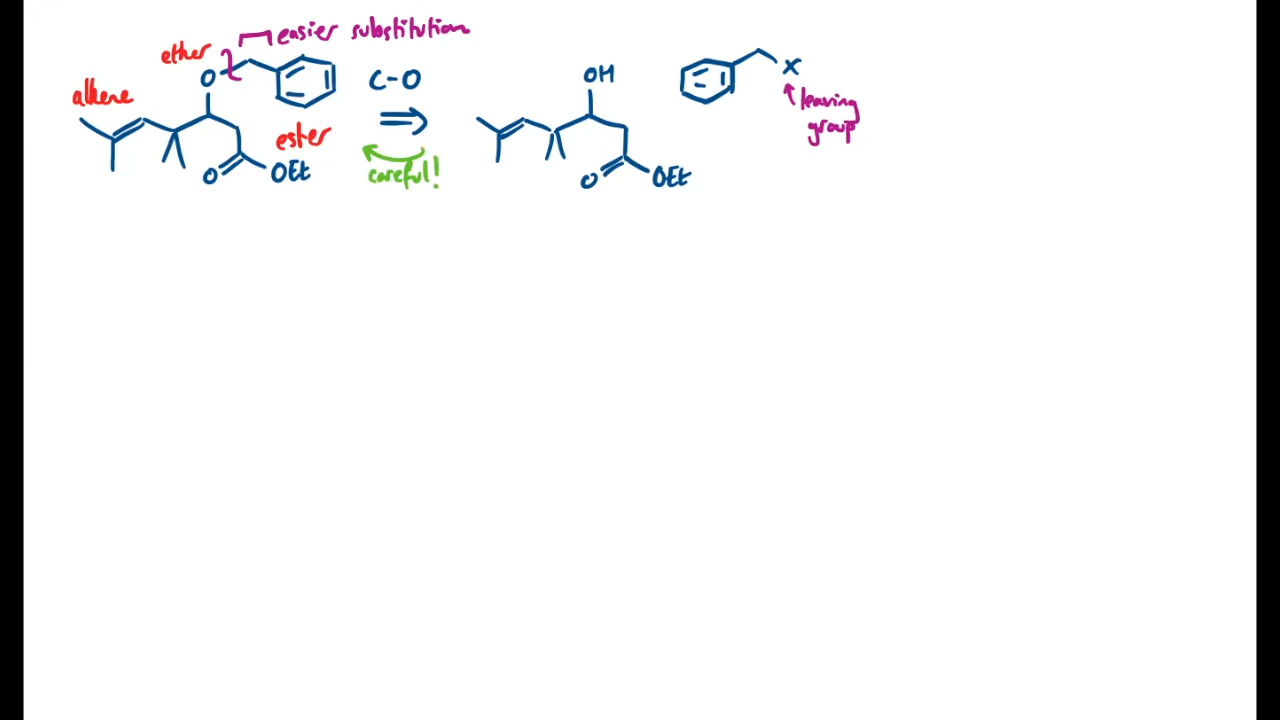 easier substitution
ether
O
C-O
alkene
ester
O
OEt
careful!
OH
O
OEt
X
leaving
group